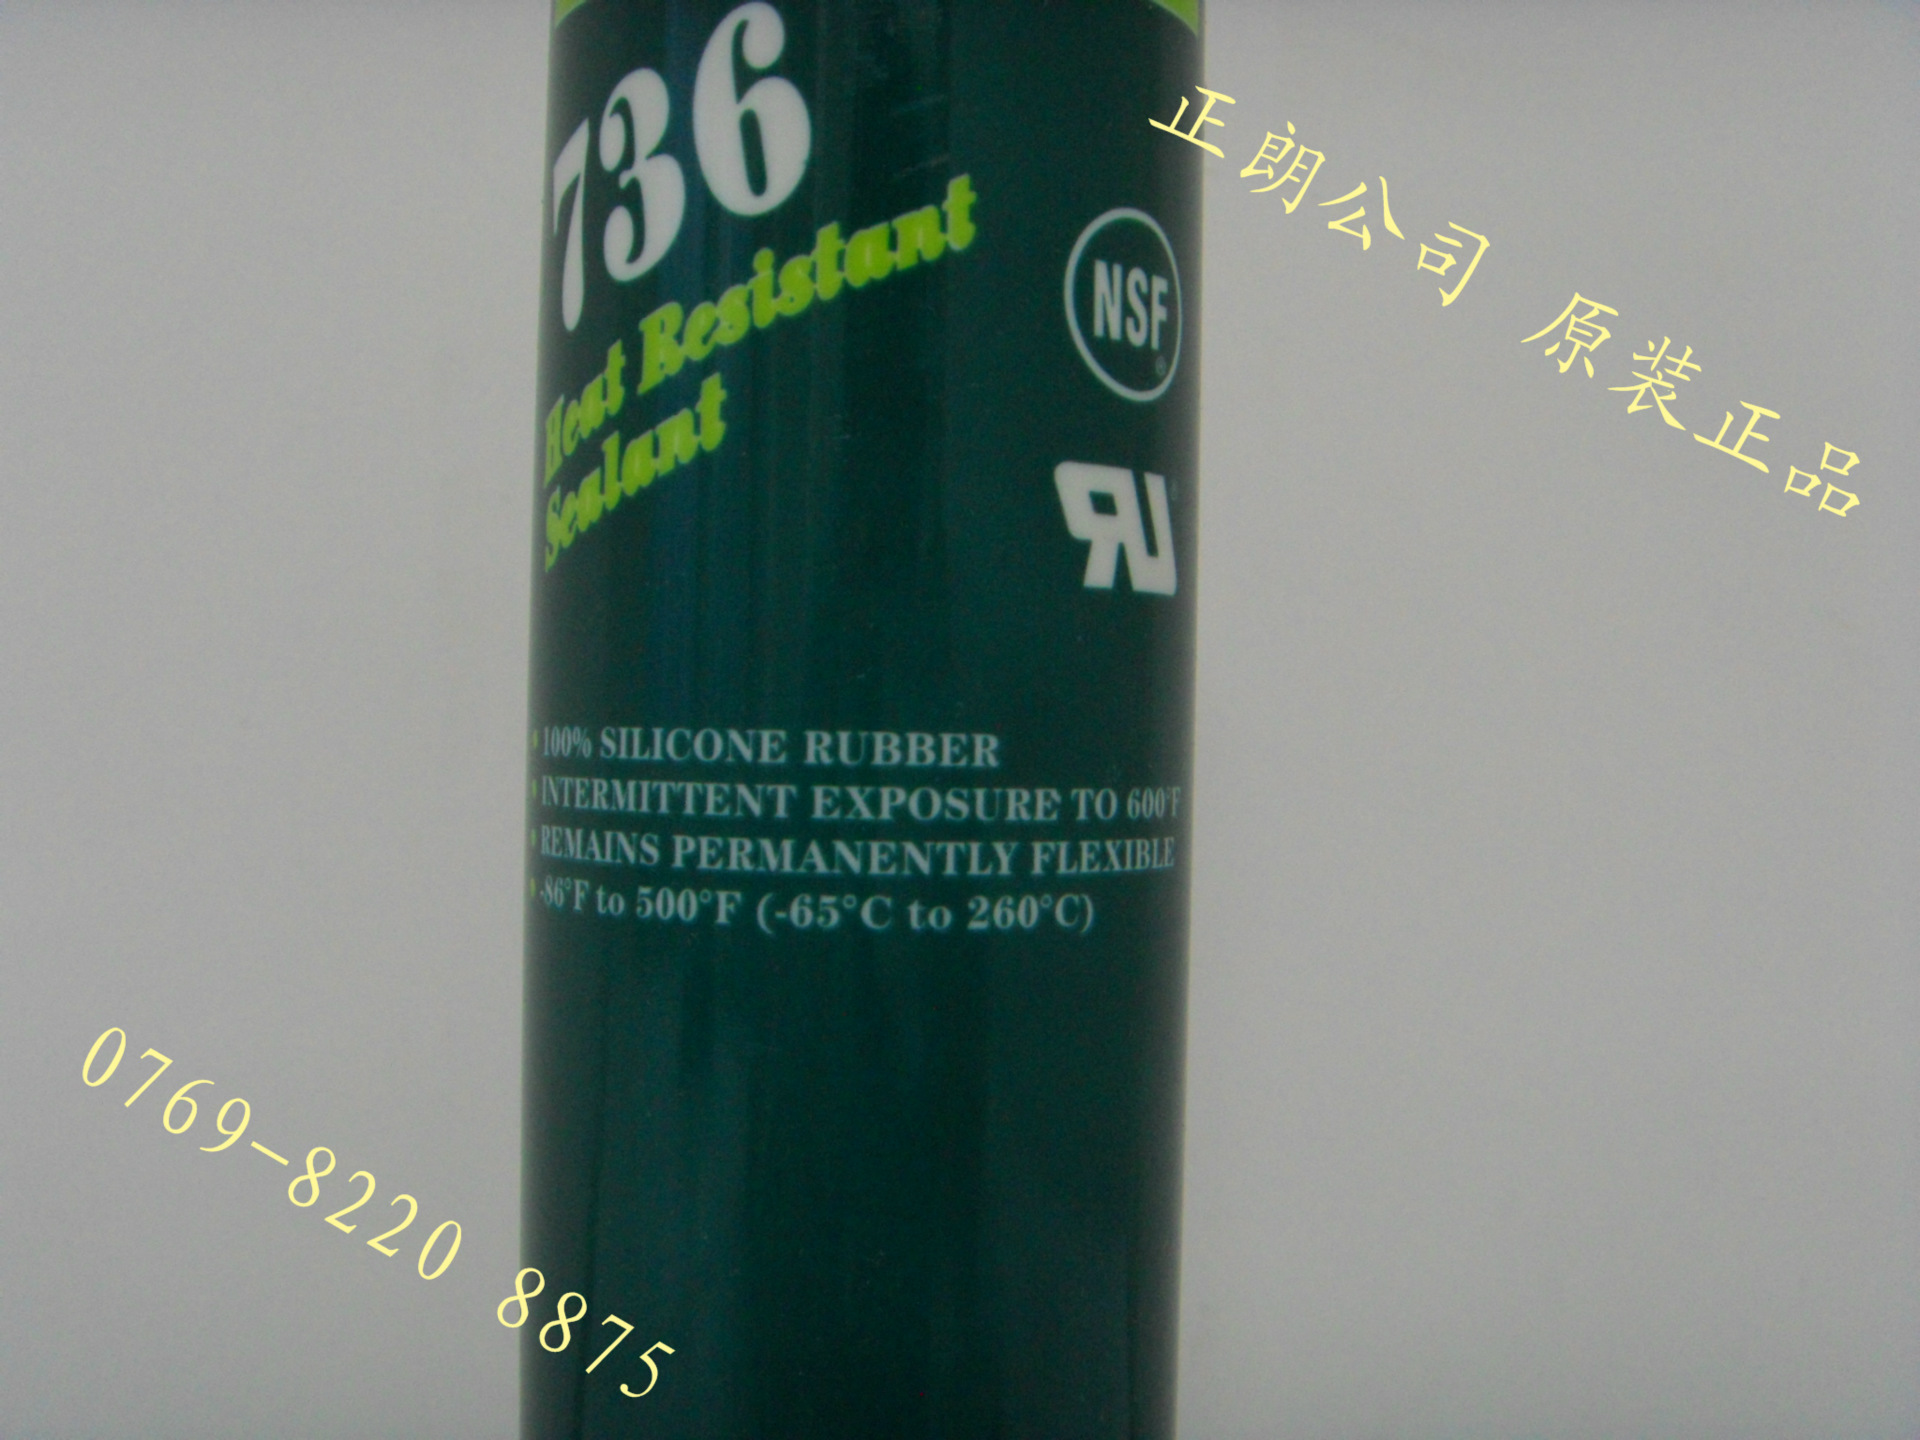 736
Heat Resistant
Sealant
NSF
®
UR
正朗公司 原装正品
• 100% SILICONE RUBBER
• INTERMITTENT EXPOSURE TO 600°F
• REMAINS PERMANENTLY FLEXIBLE
• -86°F to 500°F (-65°C to 260°C)
0769-8220 8875